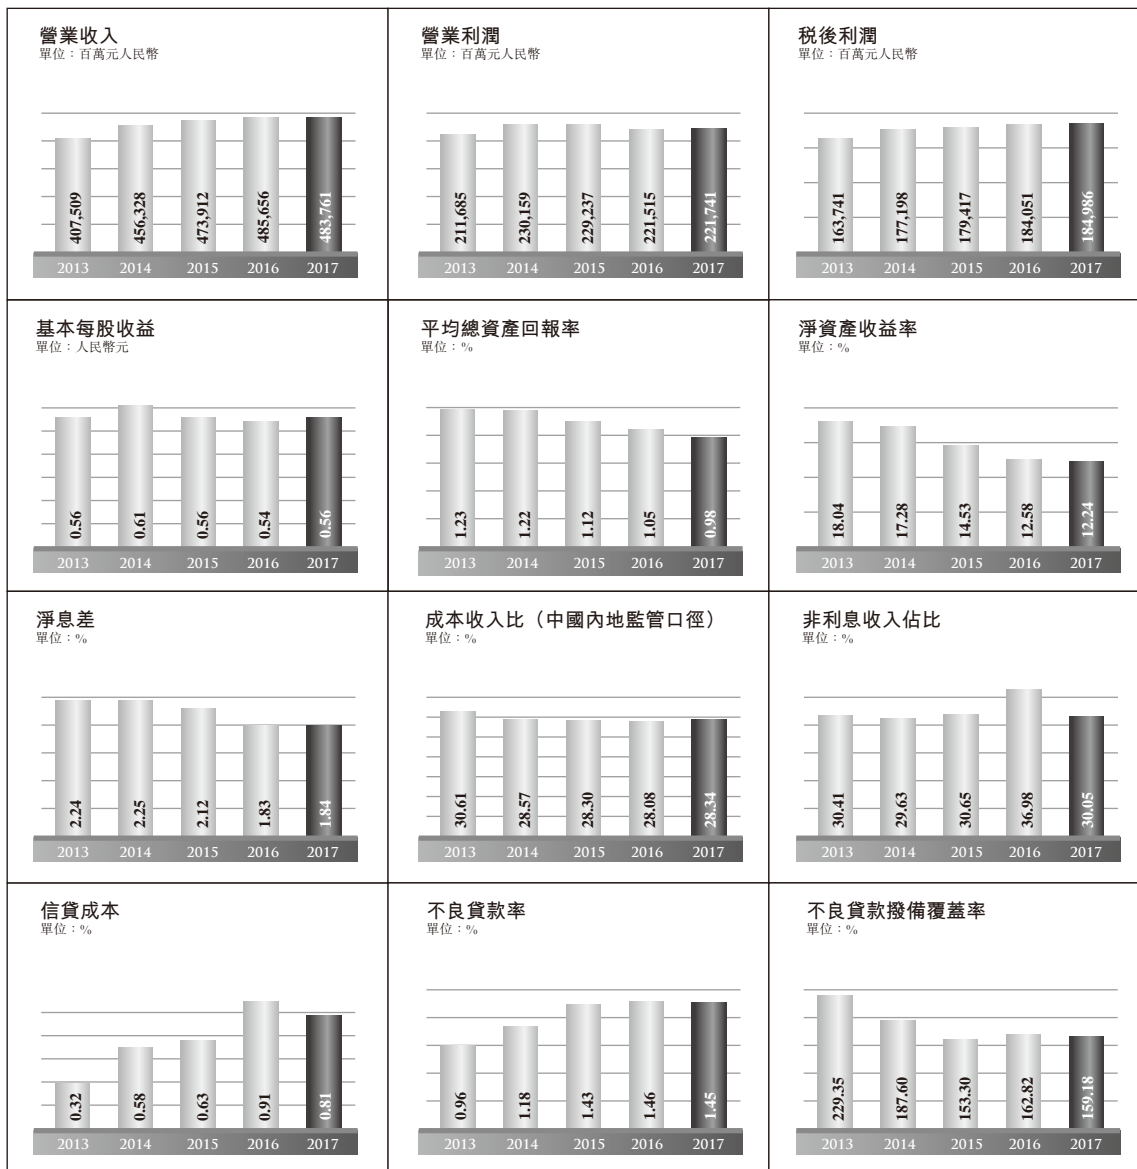 營業收入
單位：百萬元人民幣
407,509
456,328
473,912
485,656
483,761
2013 2014 2015 2016 2017
營業利潤
單位：百萬元人民幣
211,685
230,159
229,237
221,515
221,741
2013 2014 2015 2016 2017
稅後利潤
單位：百萬元人民幣
163,741
177,198
179,417
184,051
184,986
2013 2014 2015 2016 2017
基本每股收益
單位：人民幣元
0.56
0.61
0.56
0.54
0.56
2013 2014 2015 2016 2017
平均總資產回報率
單位：%
1.23
1.22
1.12
1.05
0.98
2013 2014 2015 2016 2017
淨資產收益率
單位：%
18.04
17.28
14.53
12.58
12.24
2013 2014 2015 2016 2017
淨息差
單位：%
2.24
2.25
2.12
1.83
1.84
2013 2014 2015 2016 2017
成本收入比（中國內地監管口徑）
單位：%
30.61
28.57
28.30
28.08
28.34
2013 2014 2015 2016 2017
非利息收入佔比
單位：%
30.41
29.63
30.65
36.98
30.05
2013 2014 2015 2016 2017
信貸成本
單位：%
0.32
0.58
0.63
0.91
0.81
2013 2014 2015 2016 2017
不良貸款率
單位：%
0.96
1.18
1.43
1.46
1.45
2013 2014 2015 2016 2017
不良貸款撥備覆蓋率
單位：%
229.35
187.60
153.30
162.82
159.18
2013 2014 2015 2016 2017